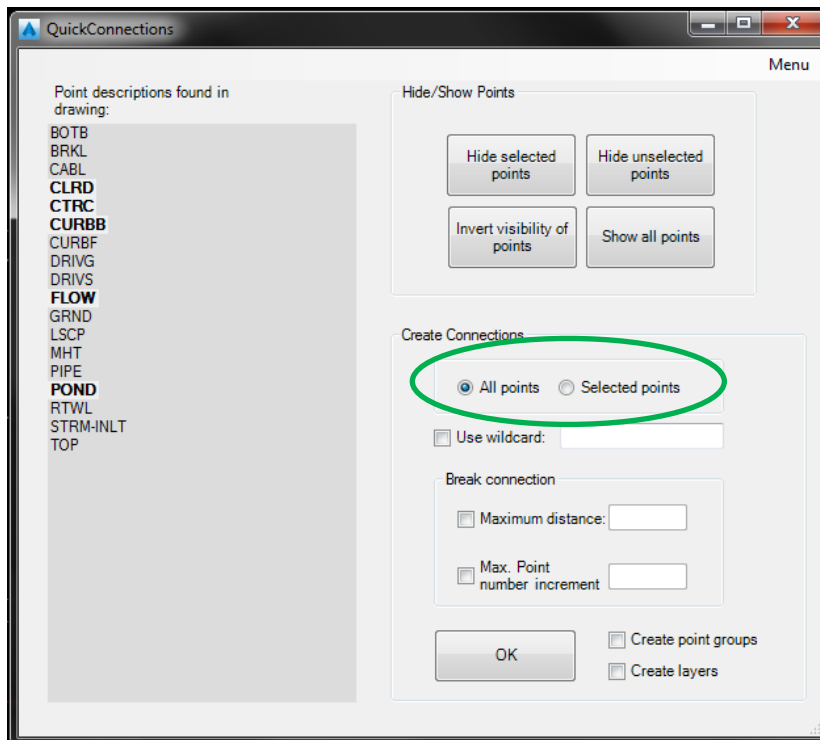 QuickConnections
Menu
Point descriptions found in
drawing:
BOTB
BRKL
CABL
CLRD
CTRC
CURBB
CURBF
DRIVG
DRIVS
FLOW
GRND
LSCP
MHT
PIPE
POND
RTWL
STRM-INLT
TOP
Hide/Show Points
Hide selected
points
Hide unselected
points
Invert visibility of
points
Show all points
Create Connections
All points
Selected points
Use wildcard:
Break connection
Maximum distance:
Max. Point
number increment
OK
Create point groups
Create layers